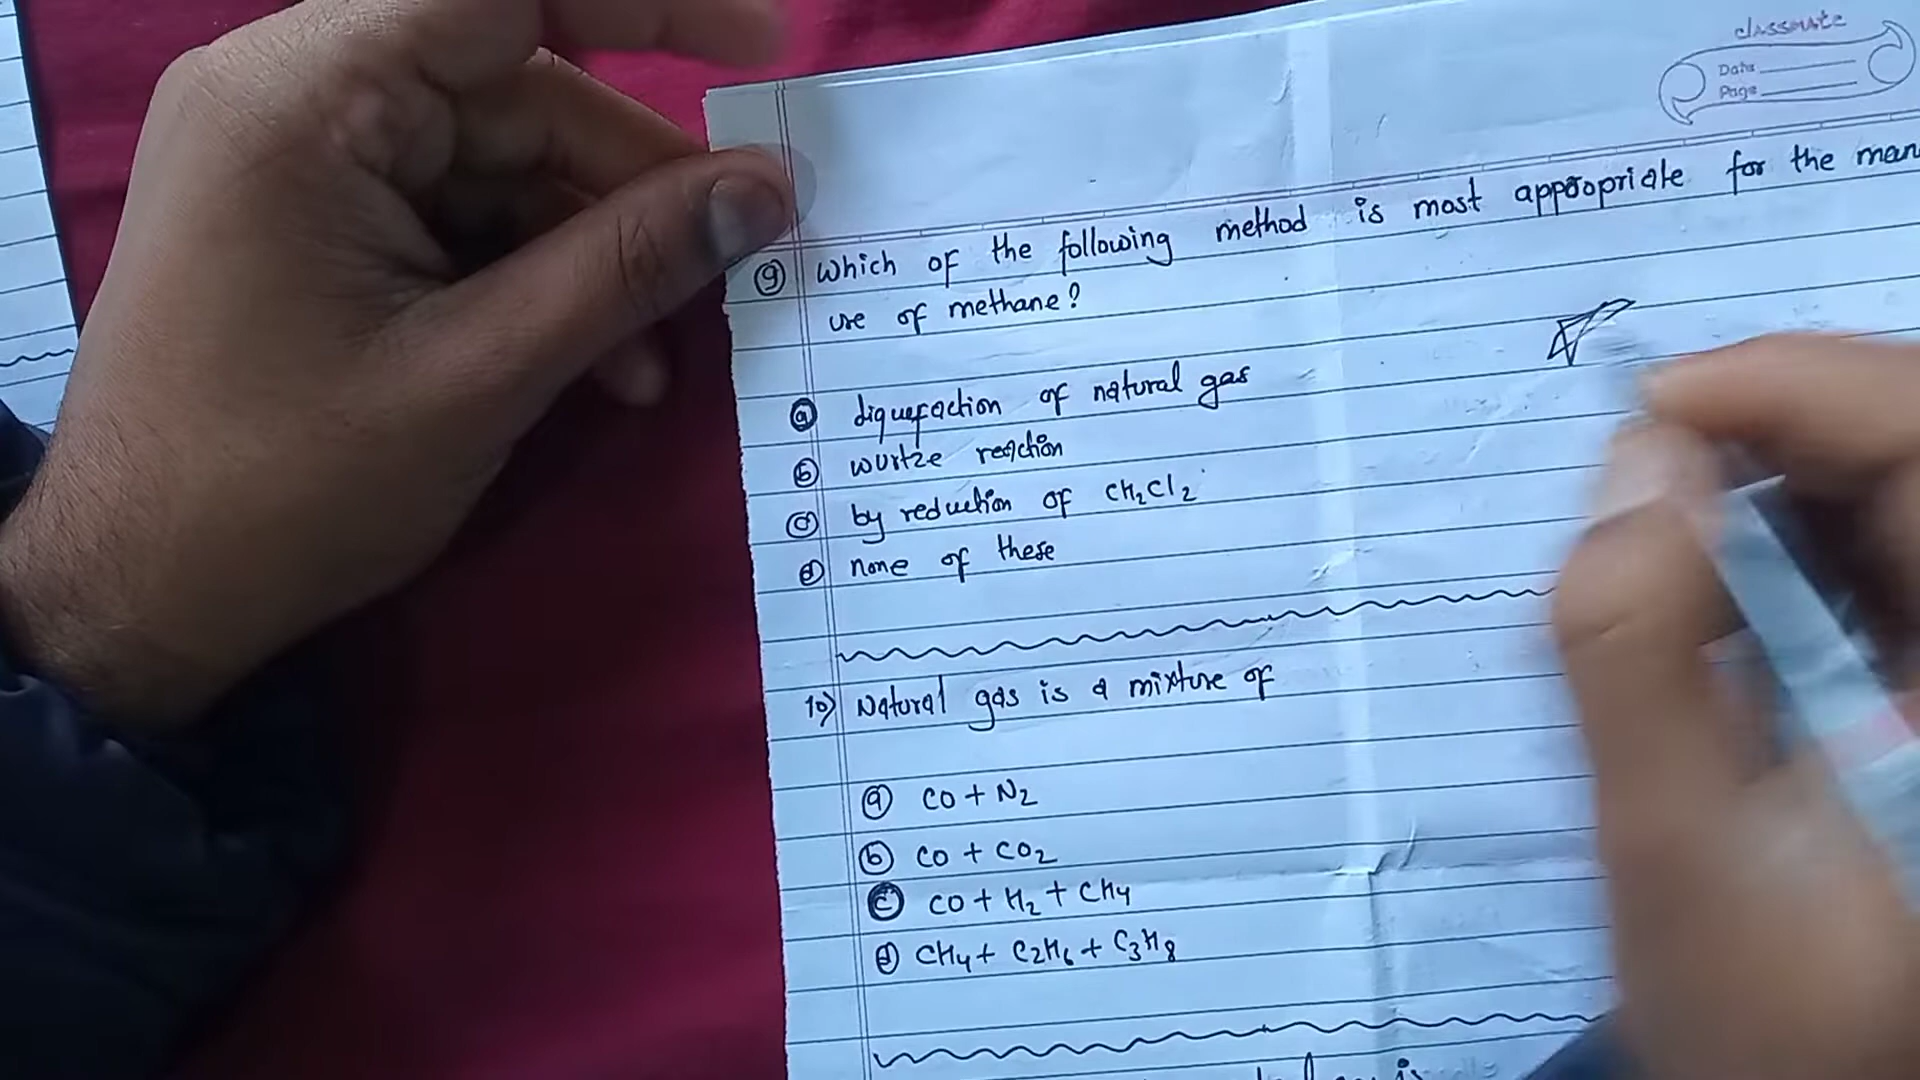 classmate
Date
Page
9 Which of the following method is most appropriate for the man
use of methane?
a liquefaction of natural gas
b wurtze reaction
c by reduction of CH2Cl2
d none of these
10) Natural gas is a mixture of
a CO + N2
b CO + CO2
c CO + H2 + CH4
d CH4 + C2H6 + C3H8
is